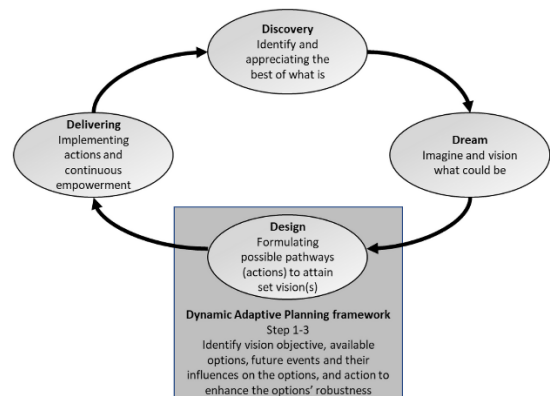 Discovery
Identify and
appreciating the
best of what is
Delivering
Implementing
actions and
continuous
empowerment
Dream
Imagine and vision
what could be
Design
Formulating
possible pathways
(actions) to attain
set vision(s)
Dynamic Adaptive Planning framework
Step 1-3
Identify vision objective, available
options, future events and their
influences on the options, and action to
enhance the options' robustness